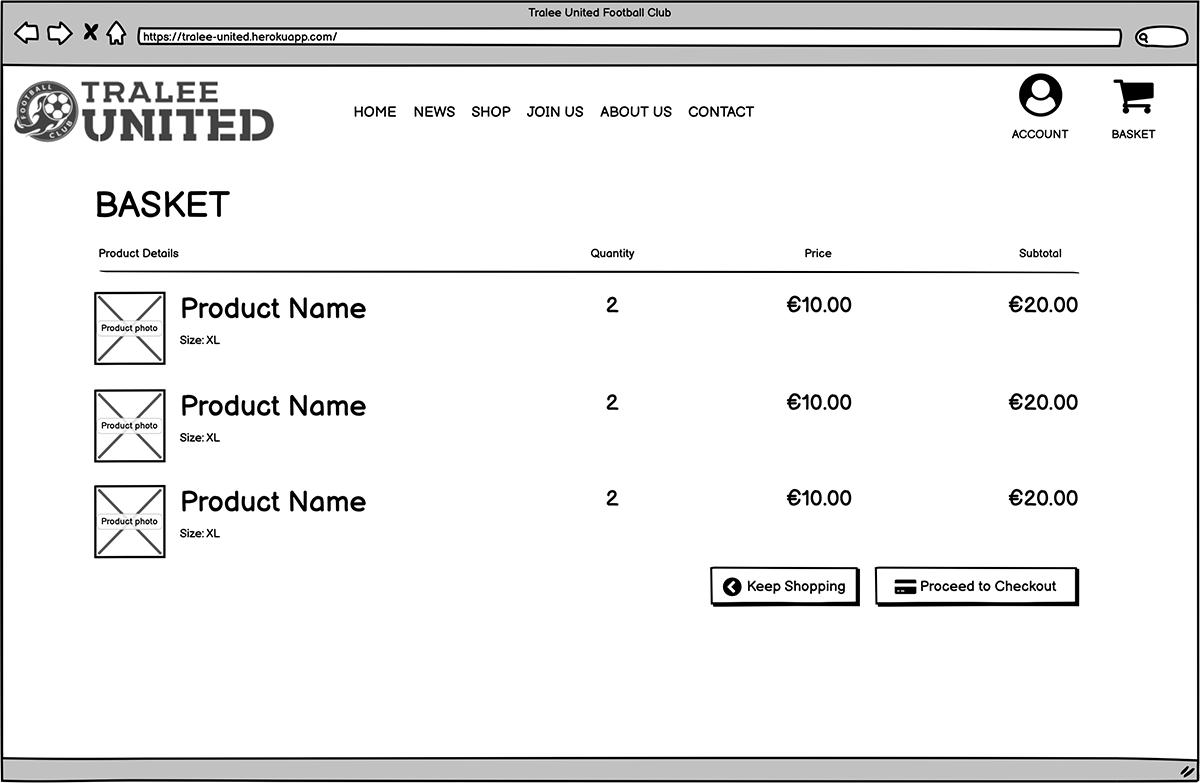 Tralee United Football Club
https://tralee-united.herokuapp.com/
FOOTBALL
CLUB
TRALEE
UNITED
HOME NEWS SHOP JOIN US ABOUT US CONTACT
ACCOUNT BASKET
BASKET
Product Details Quantity Price Subtotal
Product Name 2 €10.00 €20.00
Product photo
Size: XL
Product Name 2 €10.00 €20.00
Product photo
Size: XL
Product Name 2 €10.00 €20.00
Product photo
Size: XL
Keep Shopping Proceed to Checkout